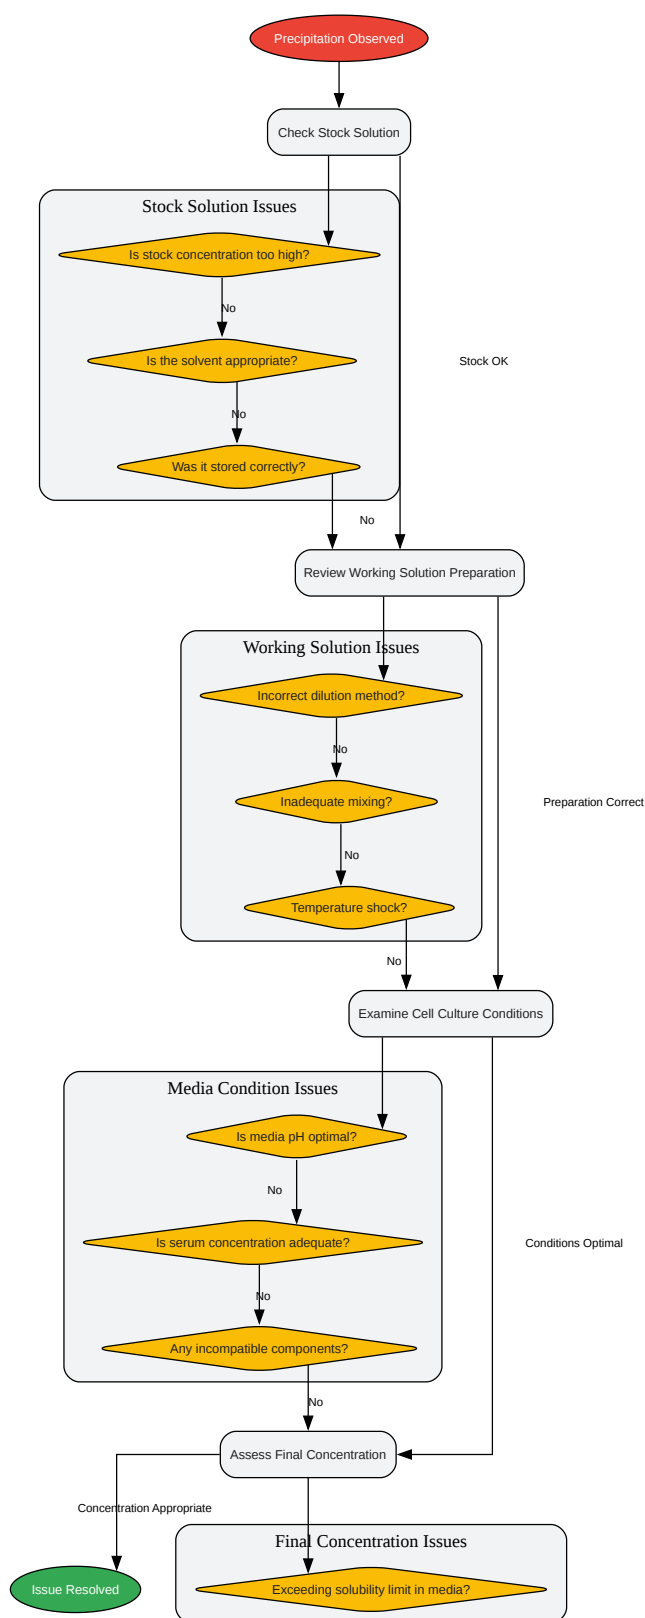 Precipitation Observed
Check Stock Solution
Stock Solution Issues
Is stock concentration too high?
No
Is the solvent appropriate?
Stock OK
No
Was it stored correctly?
No
Review Working Solution Preparation
Working Solution Issues
Incorrect dilution method?
No
Inadequate mixing?
Preparation Correct
No
Temperature shock?
No
Examine Cell Culture Conditions
Media Condition Issues
Is media pH optimal?
No
Is serum concentration adequate?
Conditions Optimal
No
Any incompatible components?
No
Assess Final Concentration
Concentration Appropriate
Final Concentration Issues
Issue Resolved
Exceeding solubility limit in media?